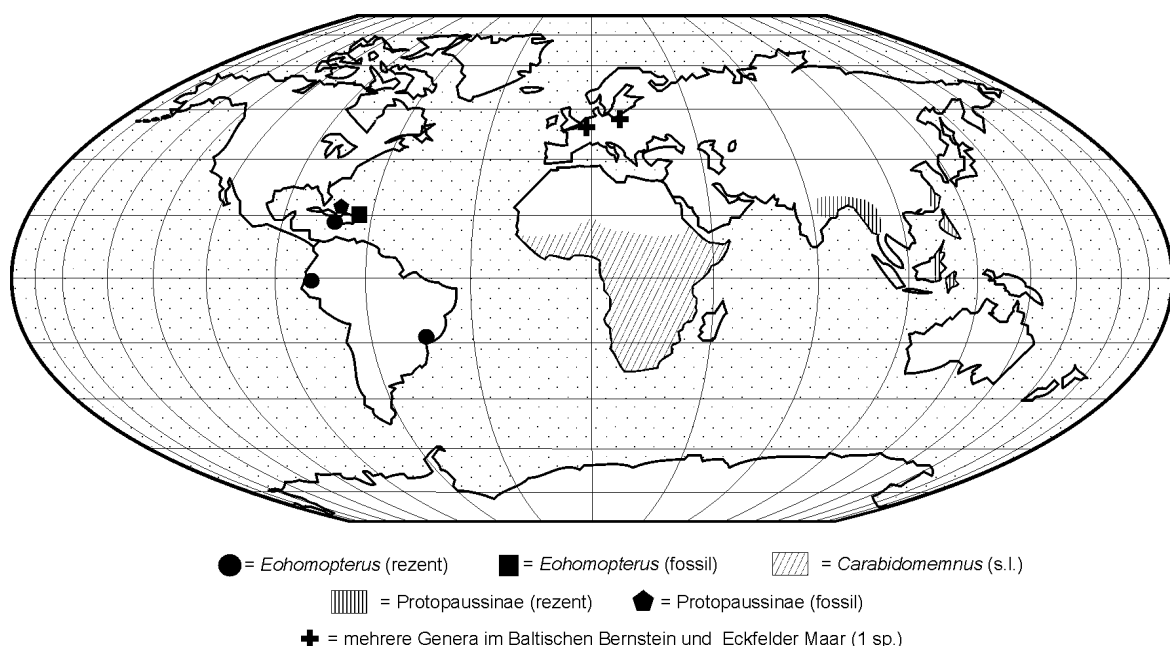 = Eohomopterus (rezent) = Eohomopterus (fossil) = Carabidomemnus (s.l.)
= Protopaussinae (rezent) = Protopaussinae (fossil)
= mehrere Genera im Baltischen Bernstein und Eckfelder Maar (1 sp.)